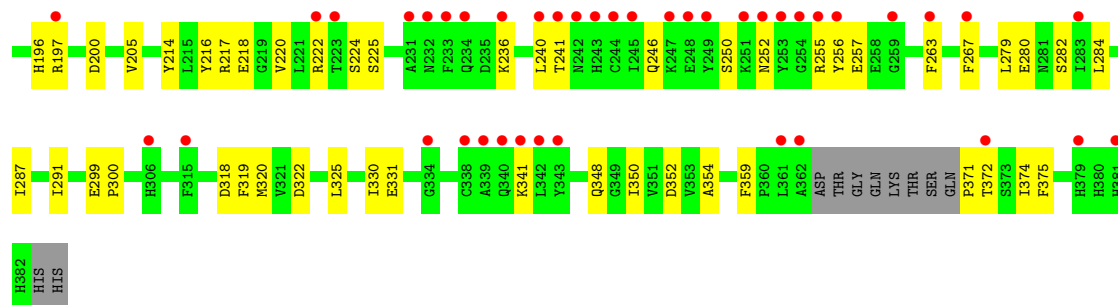 H196 R197 D200 V205 Y214 L215 Y216 R217 E218 G219 V220 L221 R222 T223 S224 S225 A231 N232 F233 Q234 D235 K236 L240 T241 N242 H243 C244 I245 Q246 K247 E248 Y249 S250 K251 N252 Y253 G254 R255 Y256 E257 E258 G259 F263 F267 L279 E280 N281 S282 I283 L284
I287 I291 E299 P300 H306 F315 D318 F319 M320 V321 D322 L325 I330 E331 G334 C338 A339 Q340 K341 L342 Y343 Q348 G349 I350 V351 D352 V353 A354 F359 P360 L361 A362 ASP THR GLY GLN LYS THR SER GLN P371 T372 S373 I374 F375 H379 H380 H381
H382 HIS HIS